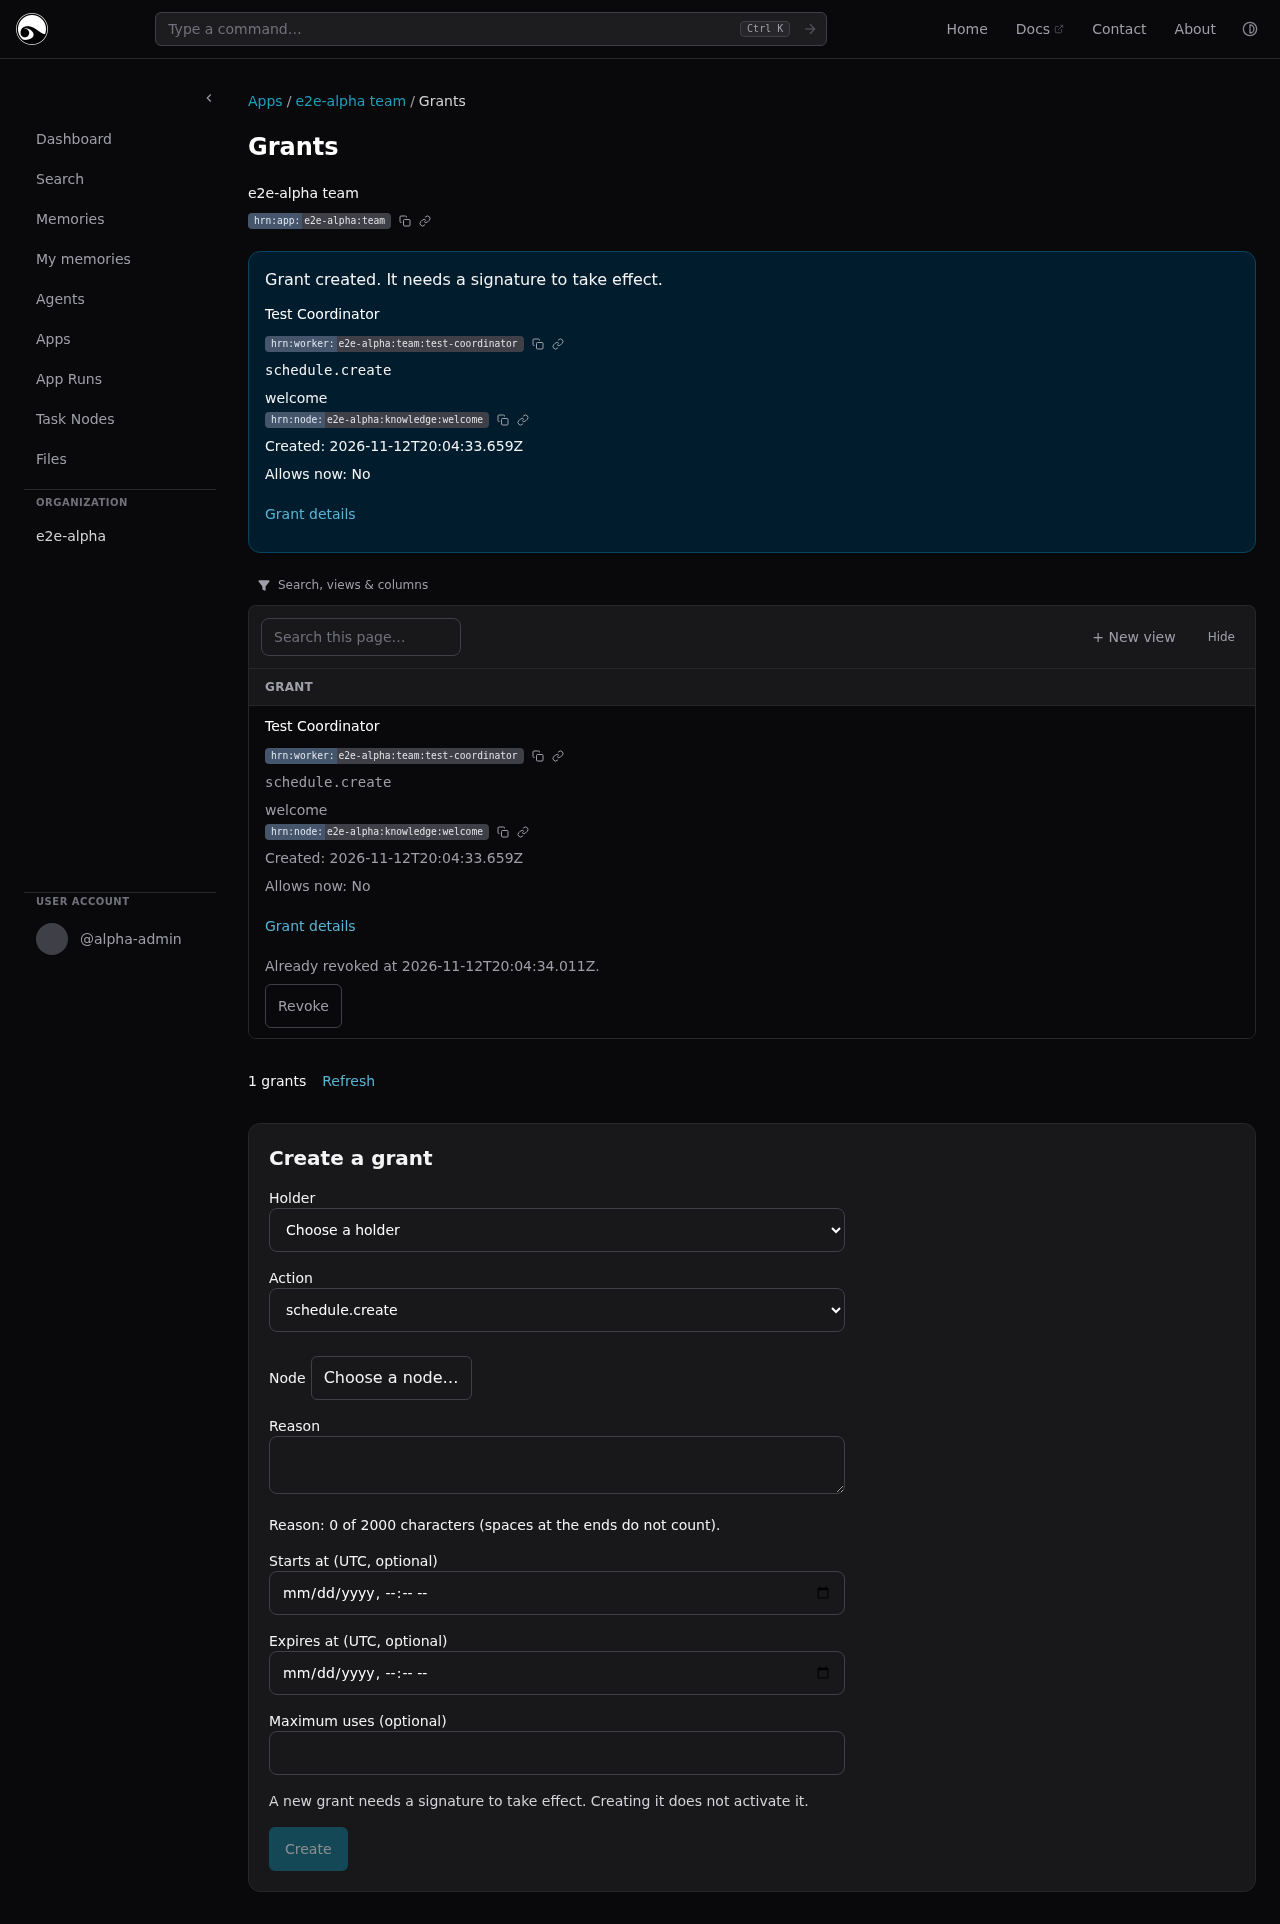 Type a command...
Ctrl K
Home
Docs
Contact
About
Dashboard
Search
Memories
My memories
Agents
Apps
App Runs
Task Nodes
Files
ORGANIZATION
e2e-alpha
USER ACCOUNT
@alpha-admin
Apps / e2e-alpha team / Grants
Grants
e2e-alpha team
hrn:app: e2e-alpha:team
Grant created. It needs a signature to take effect.
Test Coordinator
hrn:worker: e2e-alpha:team:test-coordinator
schedule.create
welcome
hrn:node: e2e-alpha:knowledge:welcome
Created: 2026-11-12T20:04:33.659Z
Allows now: No
Grant details
Search, views & columns
Search this page...
+ New view
Hide
GRANT
Test Coordinator
hrn:worker: e2e-alpha:team:test-coordinator
schedule.create
welcome
hrn:node: e2e-alpha:knowledge:welcome
Created: 2026-11-12T20:04:33.659Z
Allows now: No
Grant details
Already revoked at 2026-11-12T20:04:34.011Z.
Revoke
1 grants
Refresh
Create a grant
Holder
Choose a holder
Action
schedule.create
Node
Choose a node...
Reason
Reason: 0 of 2000 characters (spaces at the ends do not count).
Starts at (UTC, optional)
mm/dd/yyyy, --:-- --
Expires at (UTC, optional)
mm/dd/yyyy, --:-- --
Maximum uses (optional)
A new grant needs a signature to take effect. Creating it does not activate it.
Create